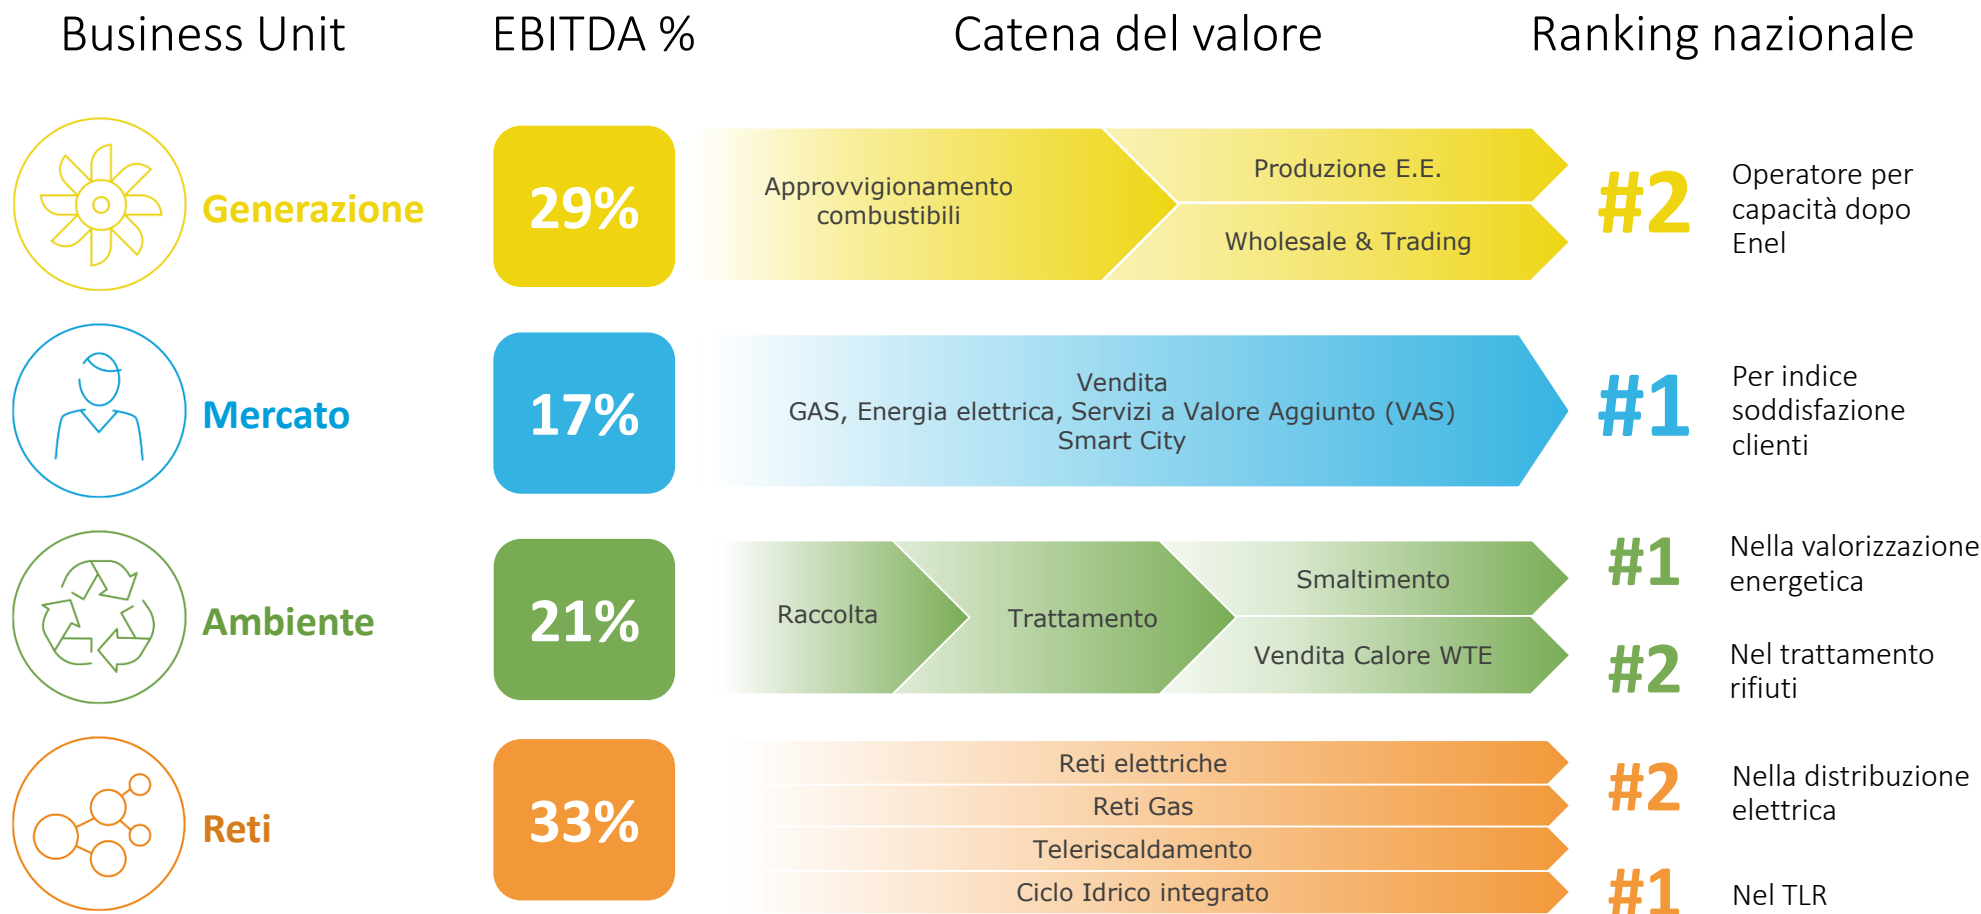 Business Unit
EBITDA %
Catena del valore
Ranking nazionale
Generazione
29%
Approvvigionamento
combustibili
Produzione E.E.
Wholesale & Trading
#2
Operatore per
capacità dopo
Enel
Mercato
17%
Vendita
GAS, Energia elettrica, Servizi a Valore Aggiunto (VAS)
Smart City
#1
Per indice
soddisfazione
clienti
Ambiente
21%
Raccolta
Trattamento
Smaltimento
Vendita Calore WTE
#1
Nella valorizzazione
energetica
#2
Nel trattamento
rifiuti
Reti
33%
Reti elettriche
Reti Gas
Teleriscaldamento
Ciclo Idrico integrato
#2
Nella distribuzione
elettrica
#1
Nel TLR